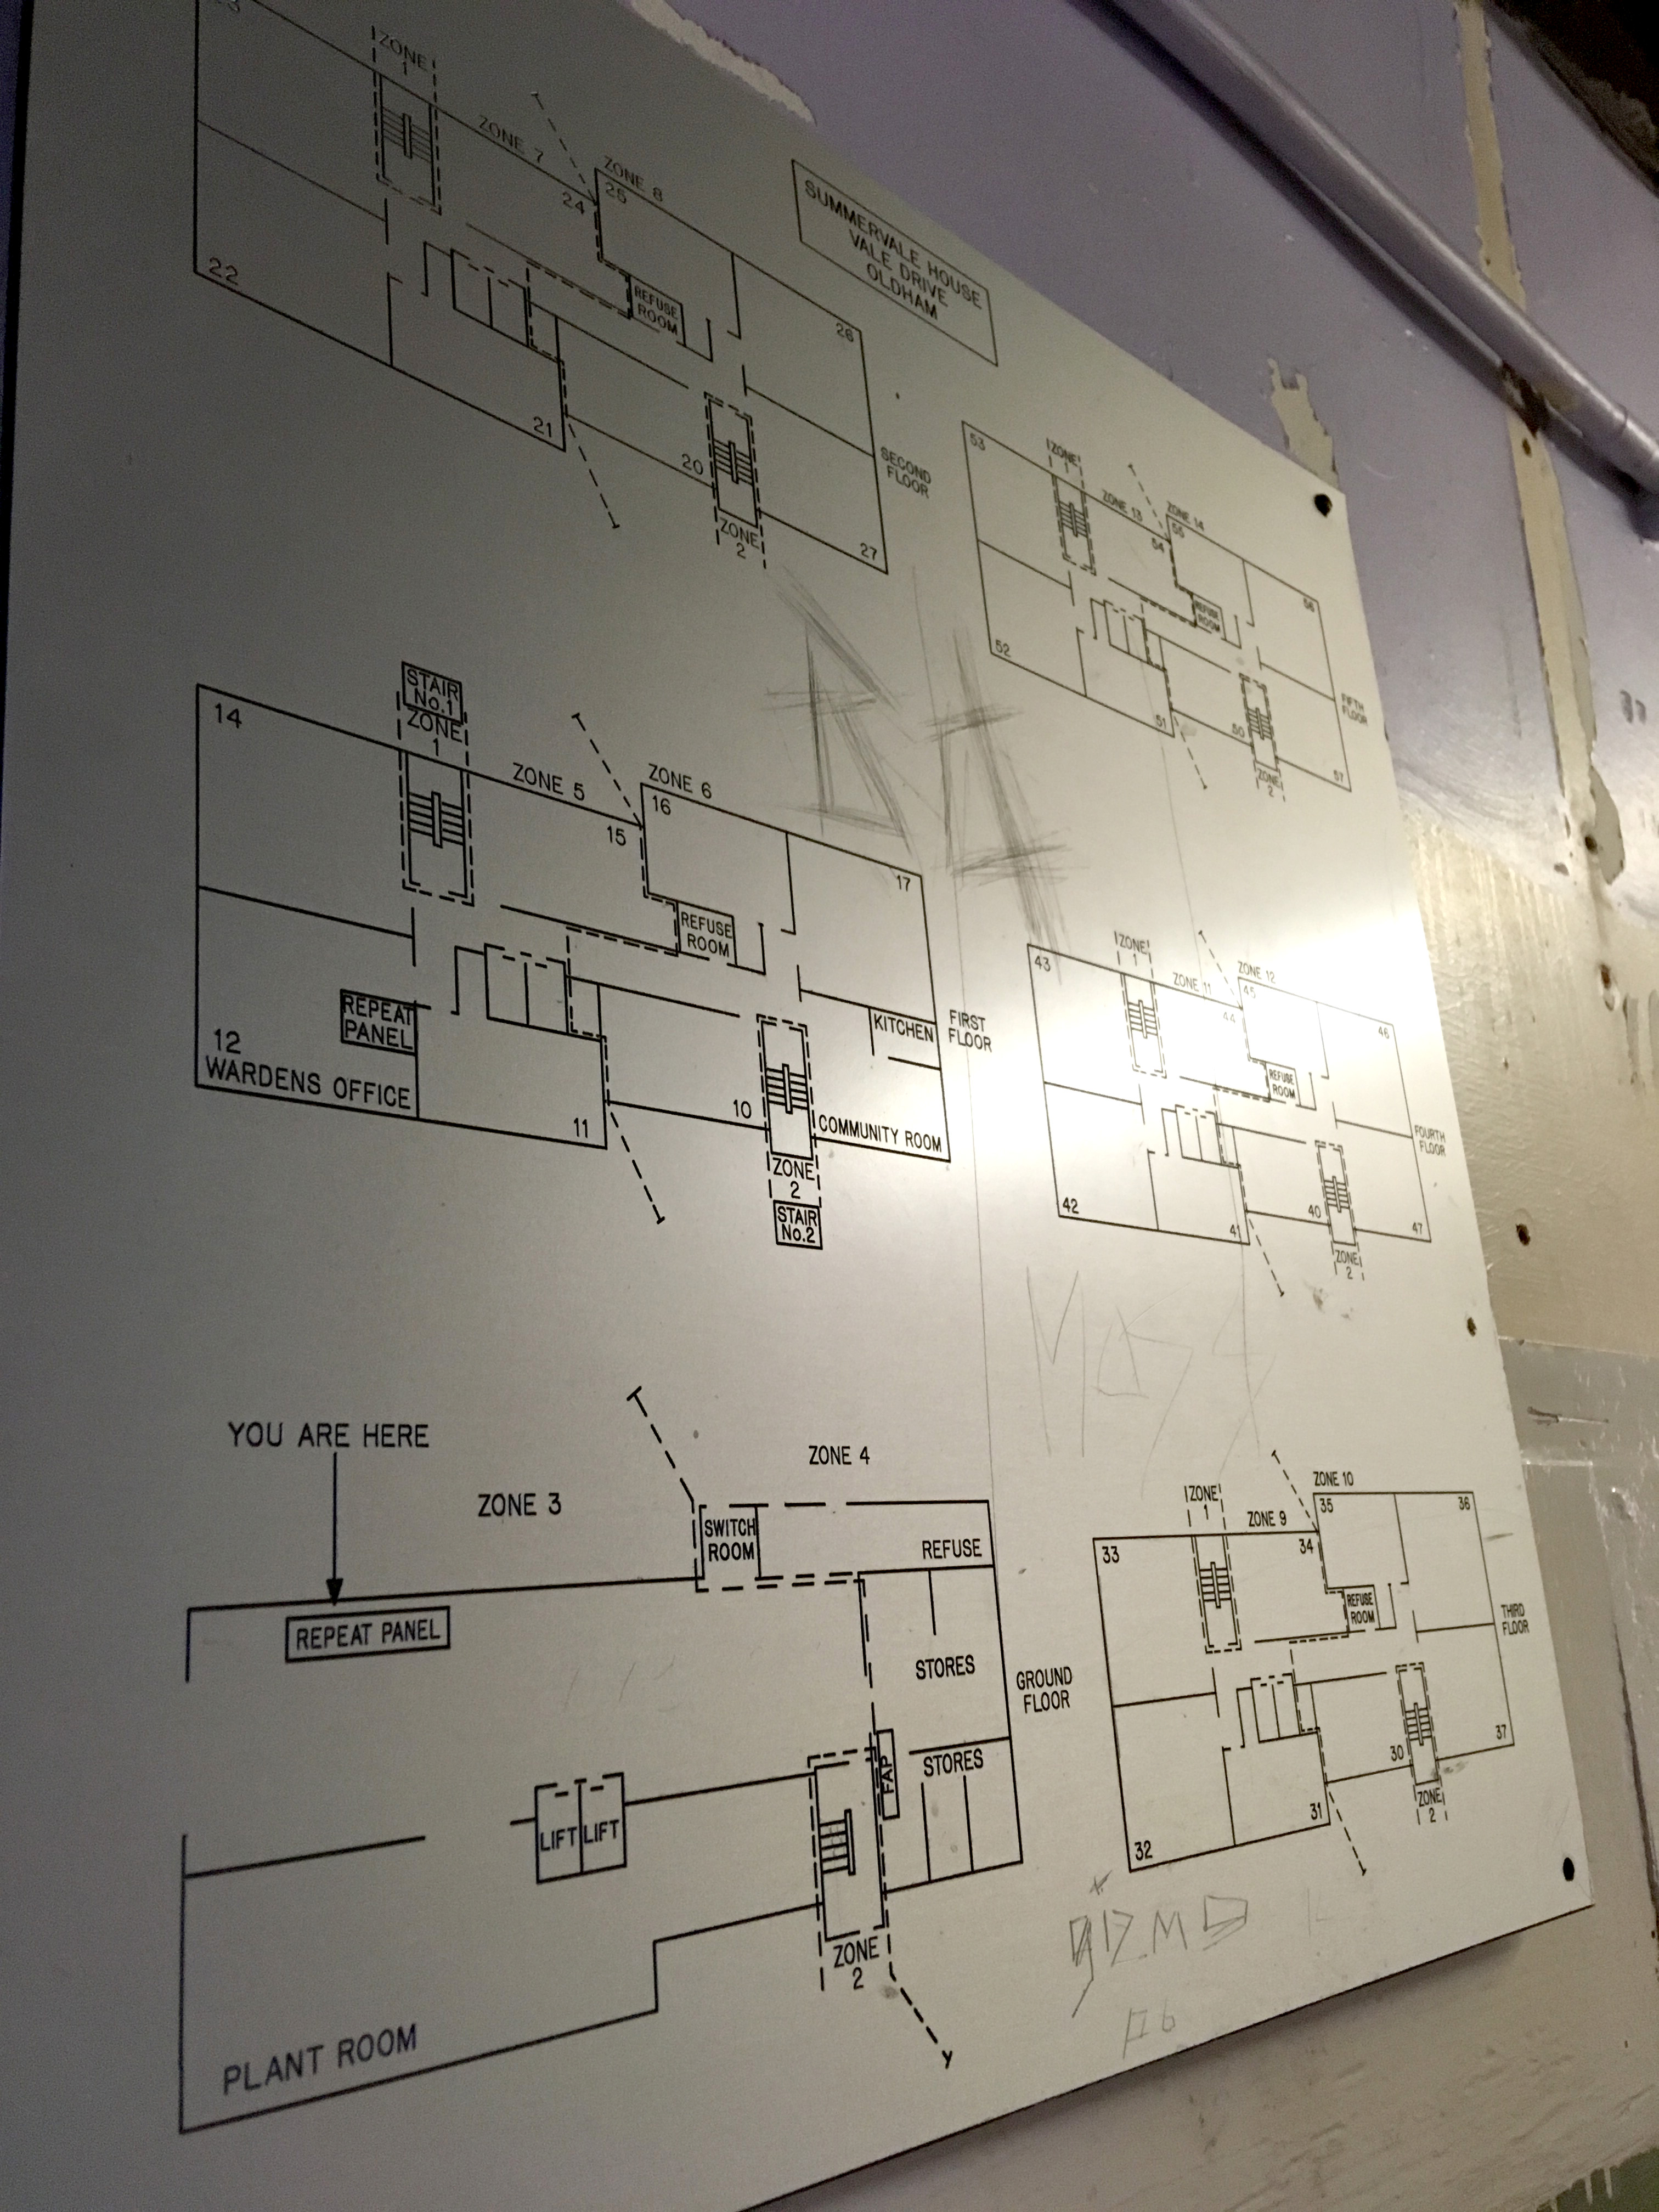 SUMMERVALE HOUSE
VALE DRIVE
OLDHAM
ZONE
1
ZONE 7
ZONE 8
24
25
22
REFUSE
ROOM
26
21
20
SECOND
FLOOR
ZONE
2
27
53
ZONE
1
ZONE 13
ZONE 14
54
55
REFUSE
ROOM
56
52
51
50
FIFTH
FLOOR
ZONE
2
57
STAIR
No.1
ZONE
1
14
ZONE 5
ZONE 6
15
16
17
REFUSE
ROOM
REPEAT
PANEL
12
WARDENS OFFICE
11
10
KITCHEN
FIRST
FLOOR
COMMUNITY ROOM
ZONE
2
STAIR
No.2
43
ZONE
1
ZONE 11
ZONE 12
44
45
46
REFUSE
ROOM
42
41
40
FOURTH
FLOOR
47
ZONE
2
YOU ARE HERE
ZONE 3
ZONE 4
SWITCH
ROOM
REFUSE
REPEAT PANEL
STORES
GROUND
FLOOR
FAP
STORES
LIFT
LIFT
ZONE
2
PLANT ROOM
ZONE
1
ZONE 9
ZONE 10
33
34
35
36
REFUSE
ROOM
THIRD
FLOOR
32
31
30
37
ZONE
2